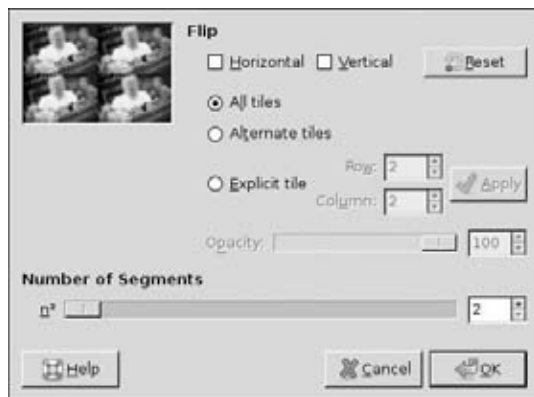 Flip
Horizontal Vertical Reset
All tiles
Alternate tiles
Row: 2
Explicit tile Apply
Column: 2
Opacity: 100
Number of Segments
n² 2
Help Cancel OK